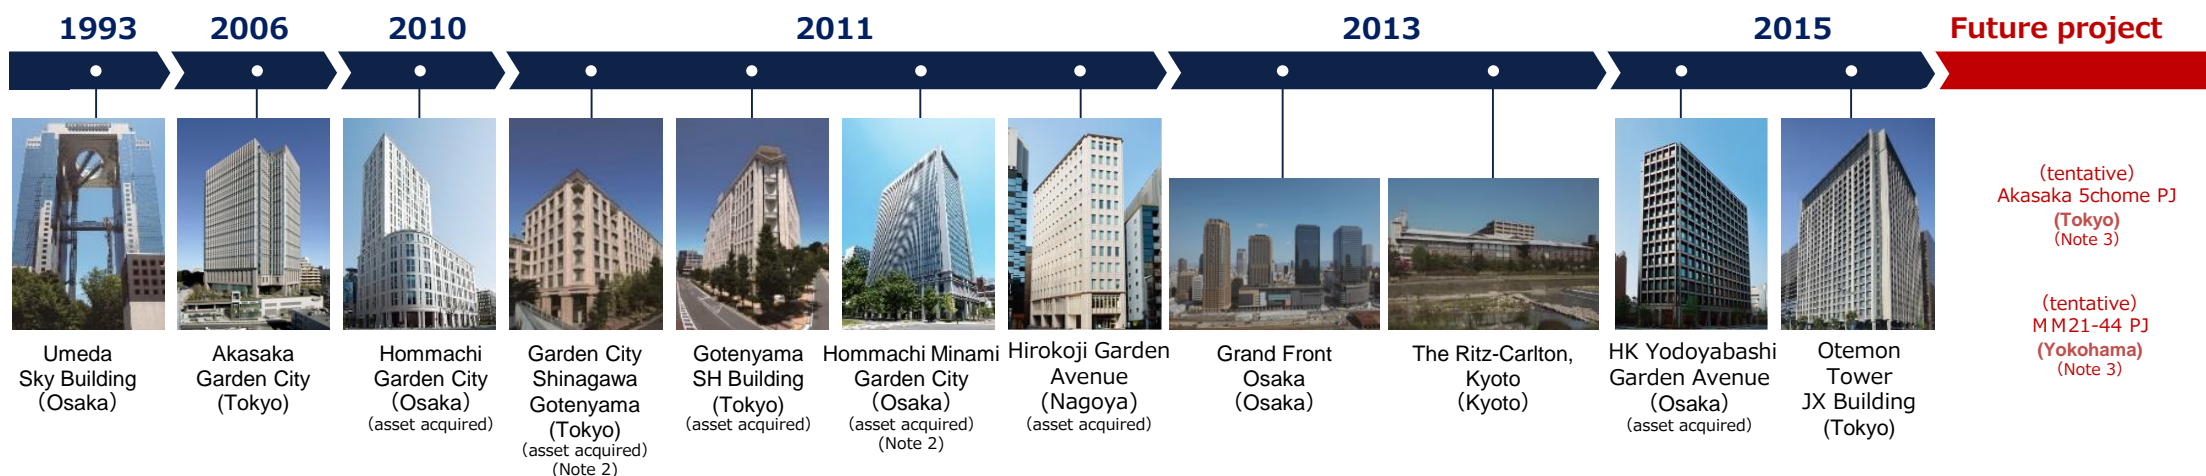 1993
2006
2010
2011
2013
2015
Future project
Umeda
Sky Building
(Osaka)
Akasaka
Garden City
(Tokyo)
Hommachi
Garden City
(Osaka)
(asset acquired)
Garden City
Shinagawa
Gotenyama
(Tokyo)
(asset acquired)
(Note 2)
Gotenyama
SH Building
(Tokyo)
(asset acquired)
Hommachi Minami
Garden City
(Osaka)
(asset acquired)
(Note 2)
Hirokoji Garden
Avenue
(Nagoya)
(asset acquired)
Grand Front
Osaka
(Osaka)
The Ritz-Carlton,
Kyoto
(Kyoto)
HK Yodoyabashi
Garden Avenue
(Osaka)
(asset acquired)
Otemon
Tower
JX Building
(Tokyo)
(tentative)
Akasaka 5chome PJ
(Tokyo)
(Note 3)
(tentative)
MM21-44 PJ
(Yokohama)
(Note 3)